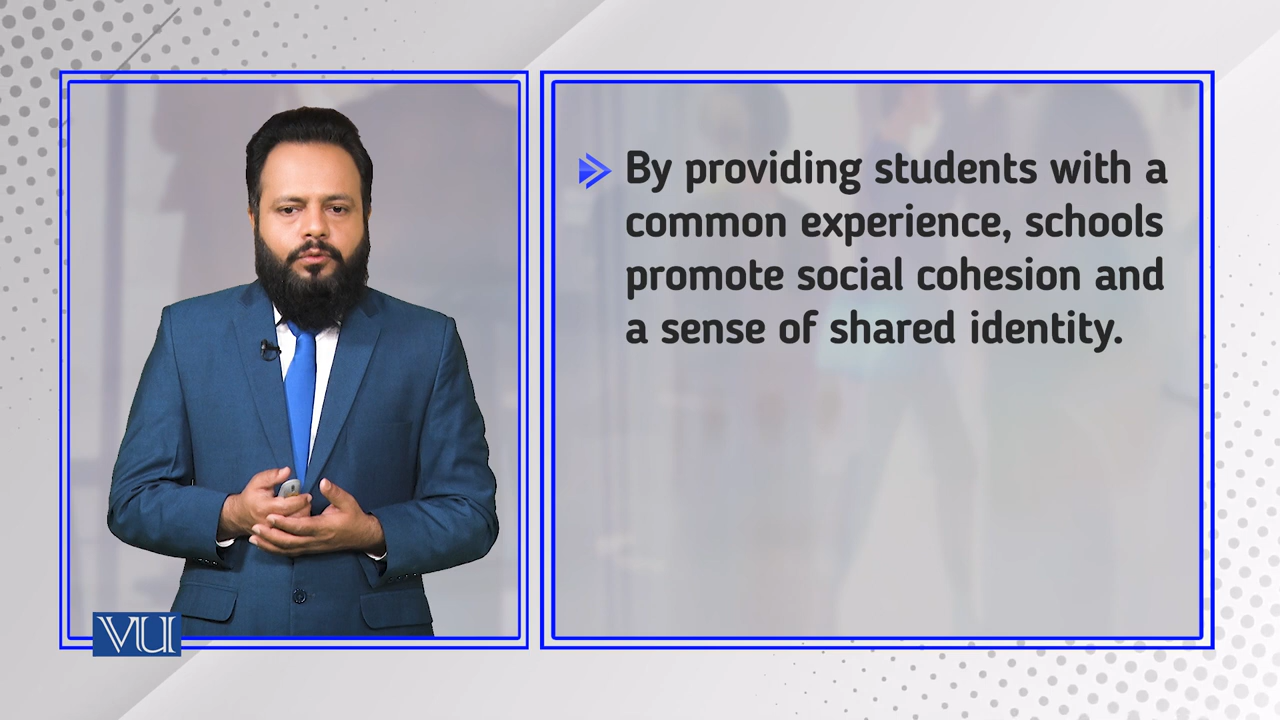 By providing students with a
common experience, schools
promote social cohesion and
a sense of shared identity.
VU